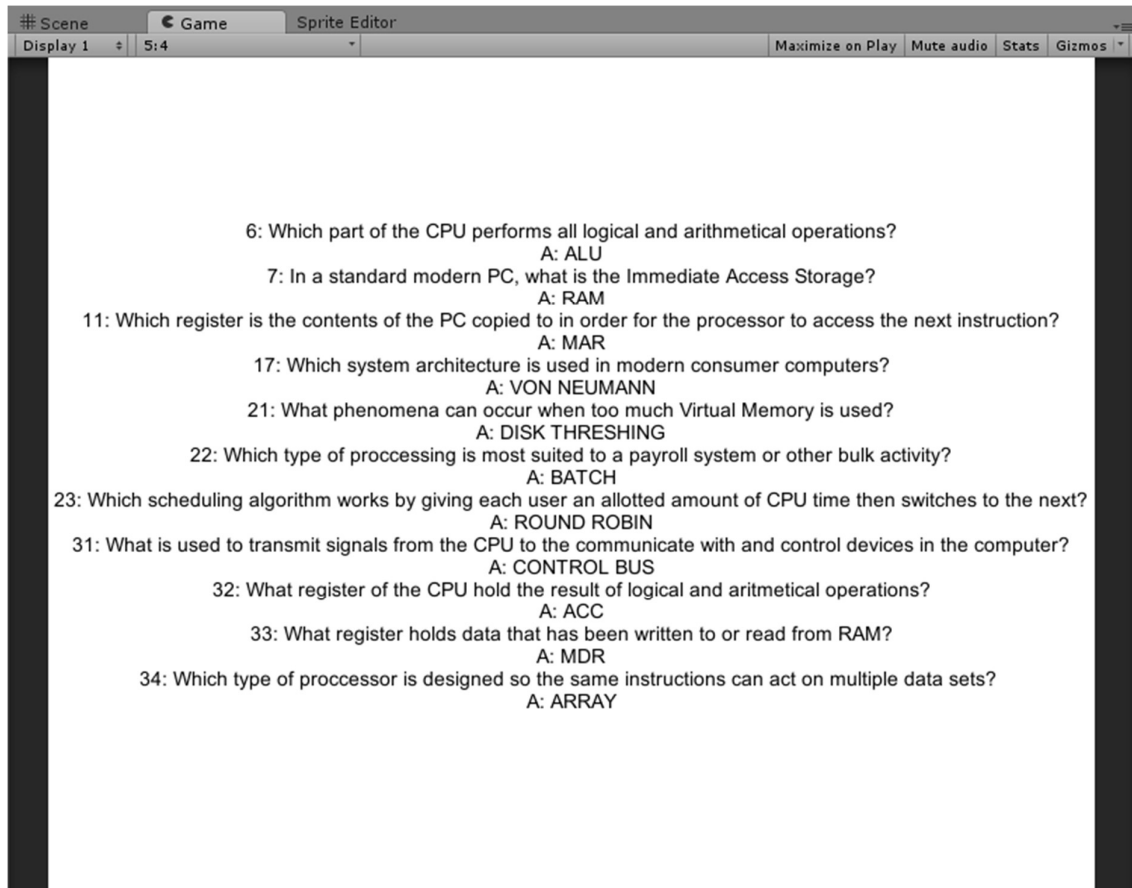 Scene
Game
Sprite Editor
Display 1
5:4
Maximize on Play
Mute audio
Stats
Gizmos
6: Which part of the CPU performs all logical and arithmetical operations?
A: ALU
7: In a standard modern PC, what is the Immediate Access Storage?
A: RAM
11: Which register is the contents of the PC copied to in order for the processor to access the next instruction?
A: MAR
17: Which system architecture is used in modern consumer computers?
A: VON NEUMANN
21: What phenomena can occur when too much Virtual Memory is used?
A: DISK THRESHING
22: Which type of proccessing is most suited to a payroll system or other bulk activity?
A: BATCH
23: Which scheduling algorithm works by giving each user an allotted amount of CPU time then switches to the next?
A: ROUND ROBIN
31: What is used to transmit signals from the CPU to the communicate with and control devices in the computer?
A: CONTROL BUS
32: What register of the CPU hold the result of logical and aritmetical operations?
A: ACC
33: What register holds data that has been written to or read from RAM?
A: MDR
34: Which type of proccessor is designed so the same instructions can act on multiple data sets?
A: ARRAY